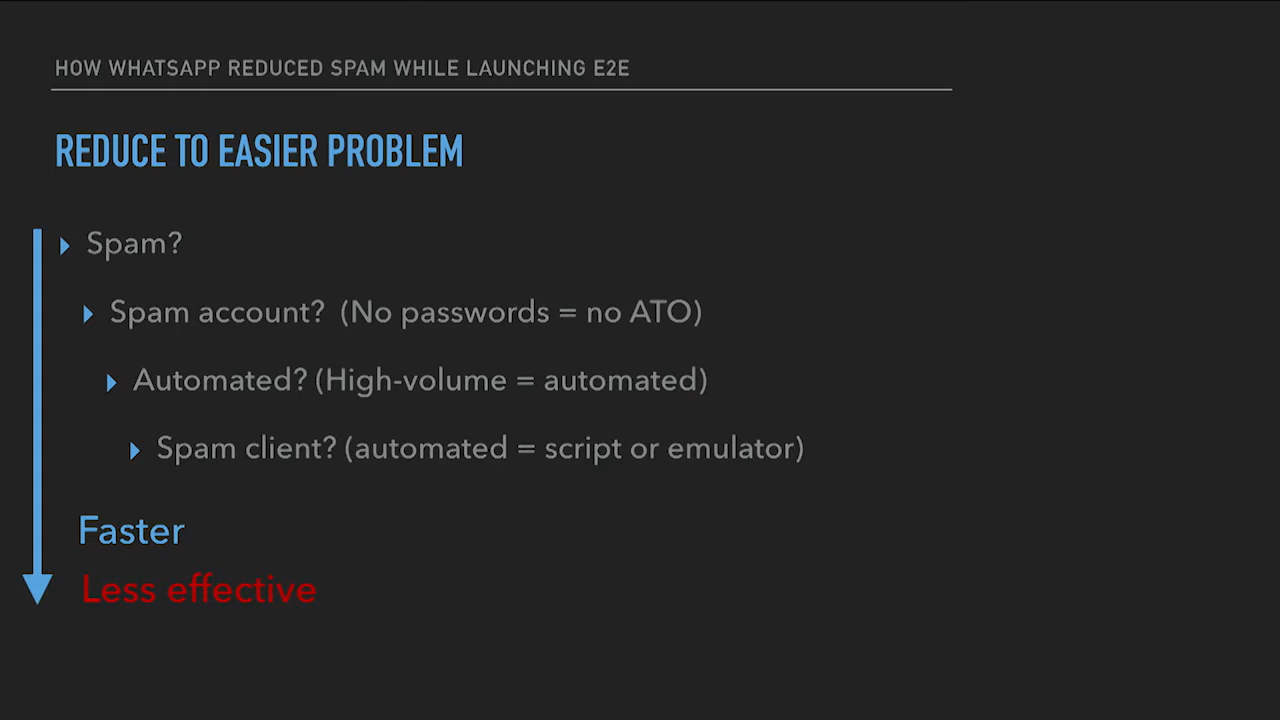 HOW WHATSAPP REDUCED SPAM WHILE LAUNCHING E2E
REDUCE TO EASIER PROBLEM
Spam?
Spam account? (No passwords = no ATO)
Automated? (High-volume = automated)
Spam client? (automated = script or emulator)
Faster
Less effective